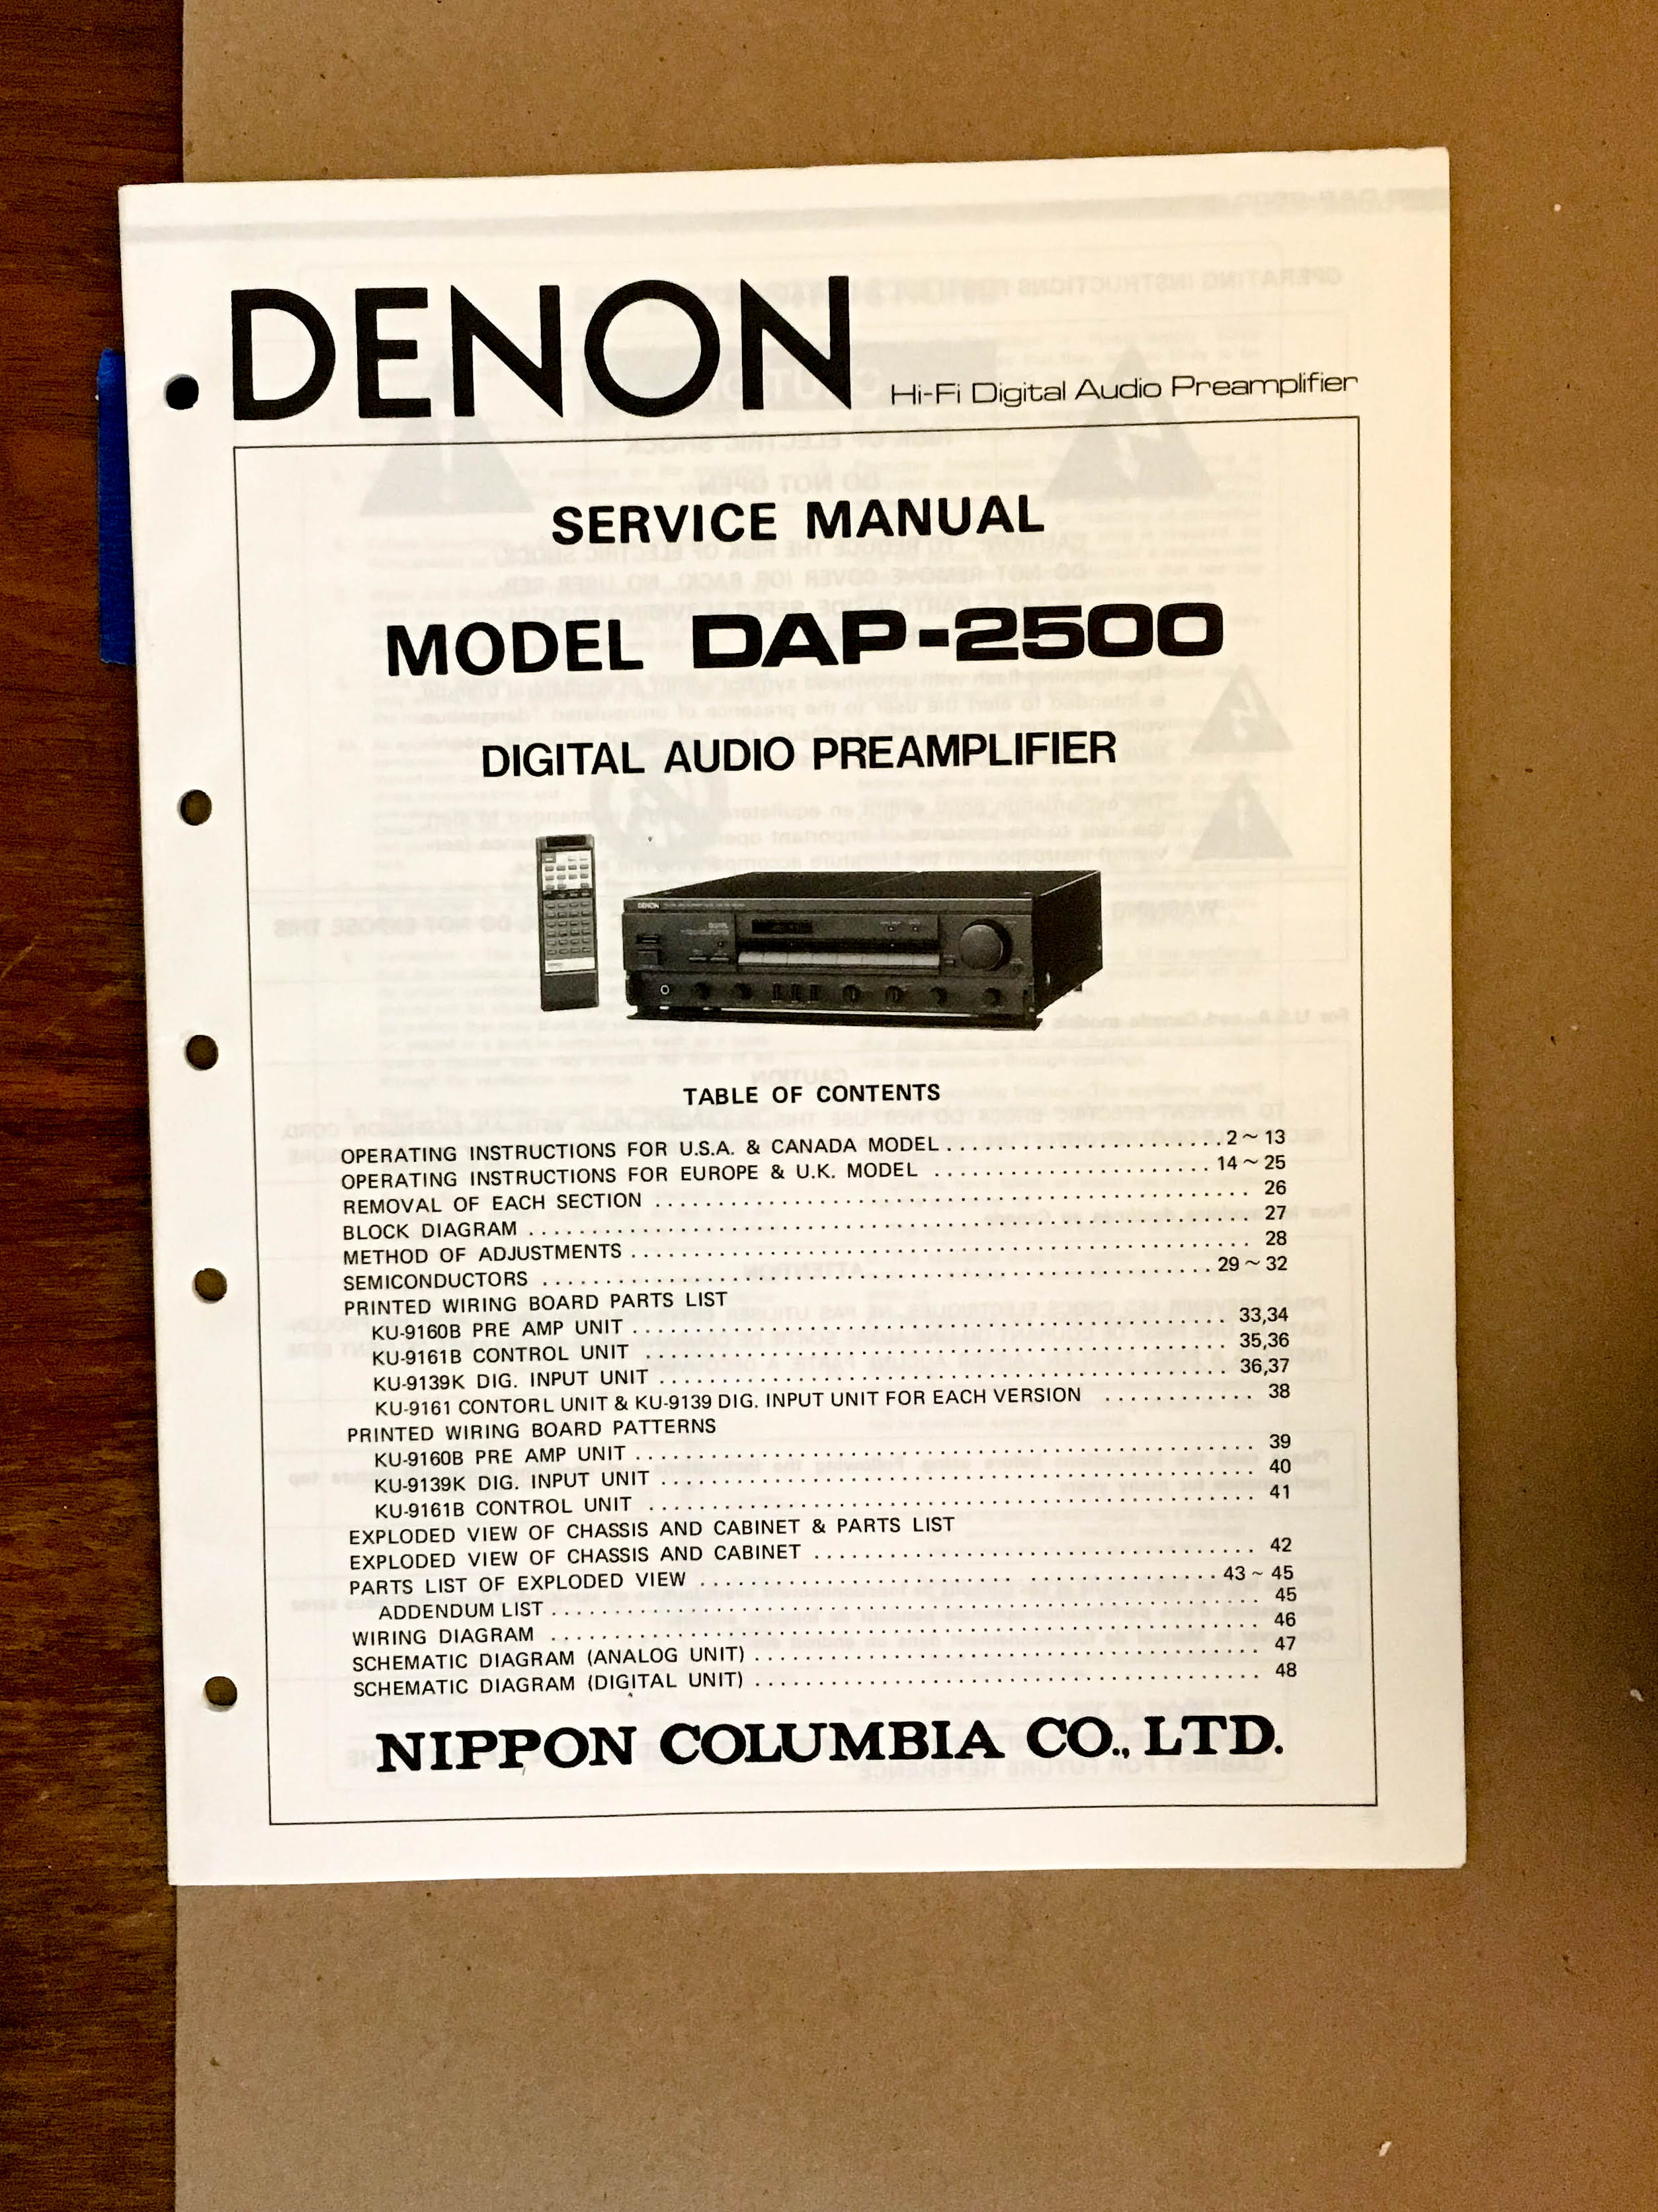 DENON
Hi-Fi Digital Audio Preamplifier
SERVICE MANUAL
MODEL DAP-2500
DIGITAL AUDIO PREAMPLIFIER
DENON
TABLE OF CONTENTS
OPERATING INSTRUCTIONS FOR U.S.A. & CANADA MODEL ...................... 2 ~ 13
OPERATING INSTRUCTIONS FOR EUROPE & U.K. MODEL ...................... 14 ~ 25
REMOVAL OF EACH SECTION ................................................ 26
BLOCK DIAGRAM .......................................................... 27
METHOD OF ADJUSTMENTS .................................................. 28
SEMICONDUCTORS ...................................................... 29 ~ 32
PRINTED WIRING BOARD PARTS LIST
KU-9160B PRE AMP UNIT ................................................ 33,34
KU-9161B CONTROL UNIT ................................................ 35,36
KU-9139K DIG. INPUT UNIT ............................................. 36,37
KU-9161 CONTORL UNIT & KU-9139 DIG. INPUT UNIT FOR EACH VERSION ............ 38
PRINTED WIRING BOARD PATTERNS
KU-9160B PRE AMP UNIT .................................................. 39
KU-9139K DIG. INPUT UNIT ............................................... 40
KU-9161B CONTROL UNIT .................................................. 41
EXPLODED VIEW OF CHASSIS AND CABINET & PARTS LIST
EXPLODED VIEW OF CHASSIS AND CABINET ................................... 42
PARTS LIST OF EXPLODED VIEW ......................................... 43 ~ 45
ADDENDUM LIST .......................................................... 45
WIRING DIAGRAM ......................................................... 46
SCHEMATIC DIAGRAM (ANALOG UNIT) ........................................ 47
SCHEMATIC DIAGRAM (DIGITAL UNIT) ....................................... 48
NIPPON COLUMBIA CO., LTD.